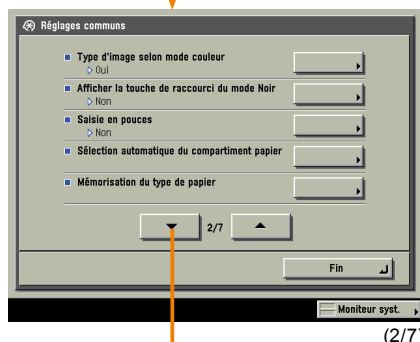 Réglages communs
Type d'image selon mode couleur
Oui
Afficher la touche de raccourci du mode Noir
Non
Saisie en pouces
Non
Sélection automatique du compartiment papier
Mémorisation du type de papier
2/7
Fin
Moniteur syst.
(2/7)